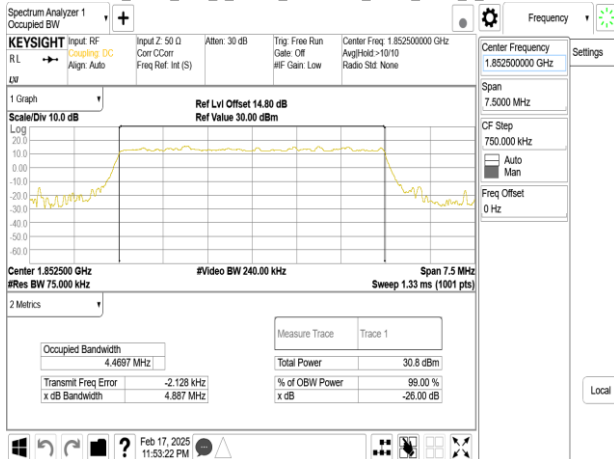 Spectrum Analyzer 1
Occupied BW
+
Frequency
KEYSIGHT
RL
Input: RF
Coupling: DC
Align: Auto
Input Z: 50 Ω
Corr CCorr
Freq Ref: Int (S)
Atten: 30 dB
Trig: Free Run
Gate: Off
#IF Gain: Low
Center Freq: 1.852500000 GHz
Avg|Hold:>10/10
Radio Std: None
LXI
Center Frequency
1.852500000 GHz
Settings
Span
7.5000 MHz
CF Step
750.000 kHz
Auto
Man
Freq Offset
0 Hz
Local
1 Graph
Scale/Div 10.0 dB
Ref Lvl Offset 14.80 dB
Ref Value 30.00 dBm
Log
20.0
10.0
0.00
-10.0
-20.0
-30.0
-40.0
-50.0
-60.0
Center 1.852500 GHz
#Video BW 240.00 kHz
Span 7.5 MHz
#Res BW 75.000 kHz
Sweep 1.33 ms (1001 pts)
2 Metrics
Measure Trace
Trace 1
Occupied Bandwidth
4.4697 MHz
Total Power
30.8 dBm
Transmit Freq Error
-2.128 kHz
% of OBW Power
99.00 %
x dB Bandwidth
4.887 MHz
x dB
-26.00 dB
?
Feb 17, 2025
11:53:22 PM